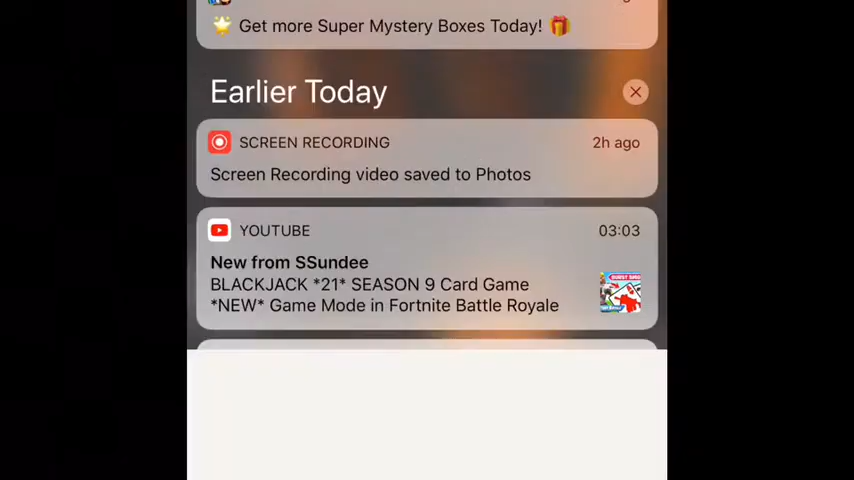 🌟 Get more Super Mystery Boxes Today! 🎁
Earlier Today
SCREEN RECORDING 2h ago
Screen Recording video saved to Photos
YOUTUBE 03:03
New from SSundee
BLACKJACK *21* SEASON 9 Card Game
*NEW* Game Mode in Fortnite Battle Royale